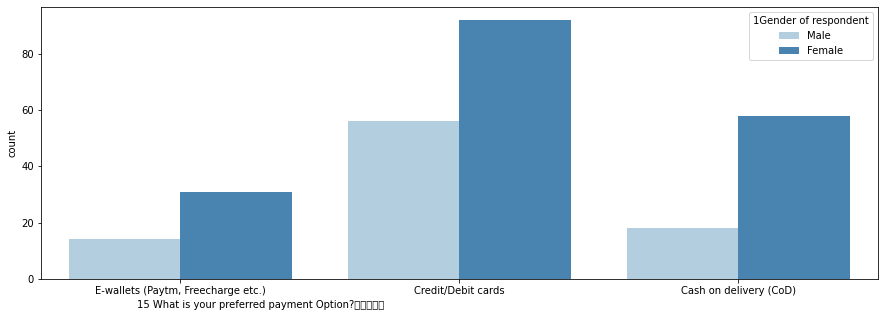 1Gender of respondent
Male
Female
80
60
40
20
0
count
E-wallets (Paytm, Freecharge etc.)
Credit/Debit cards
Cash on delivery (CoD)
15 What is your preferred payment Option?